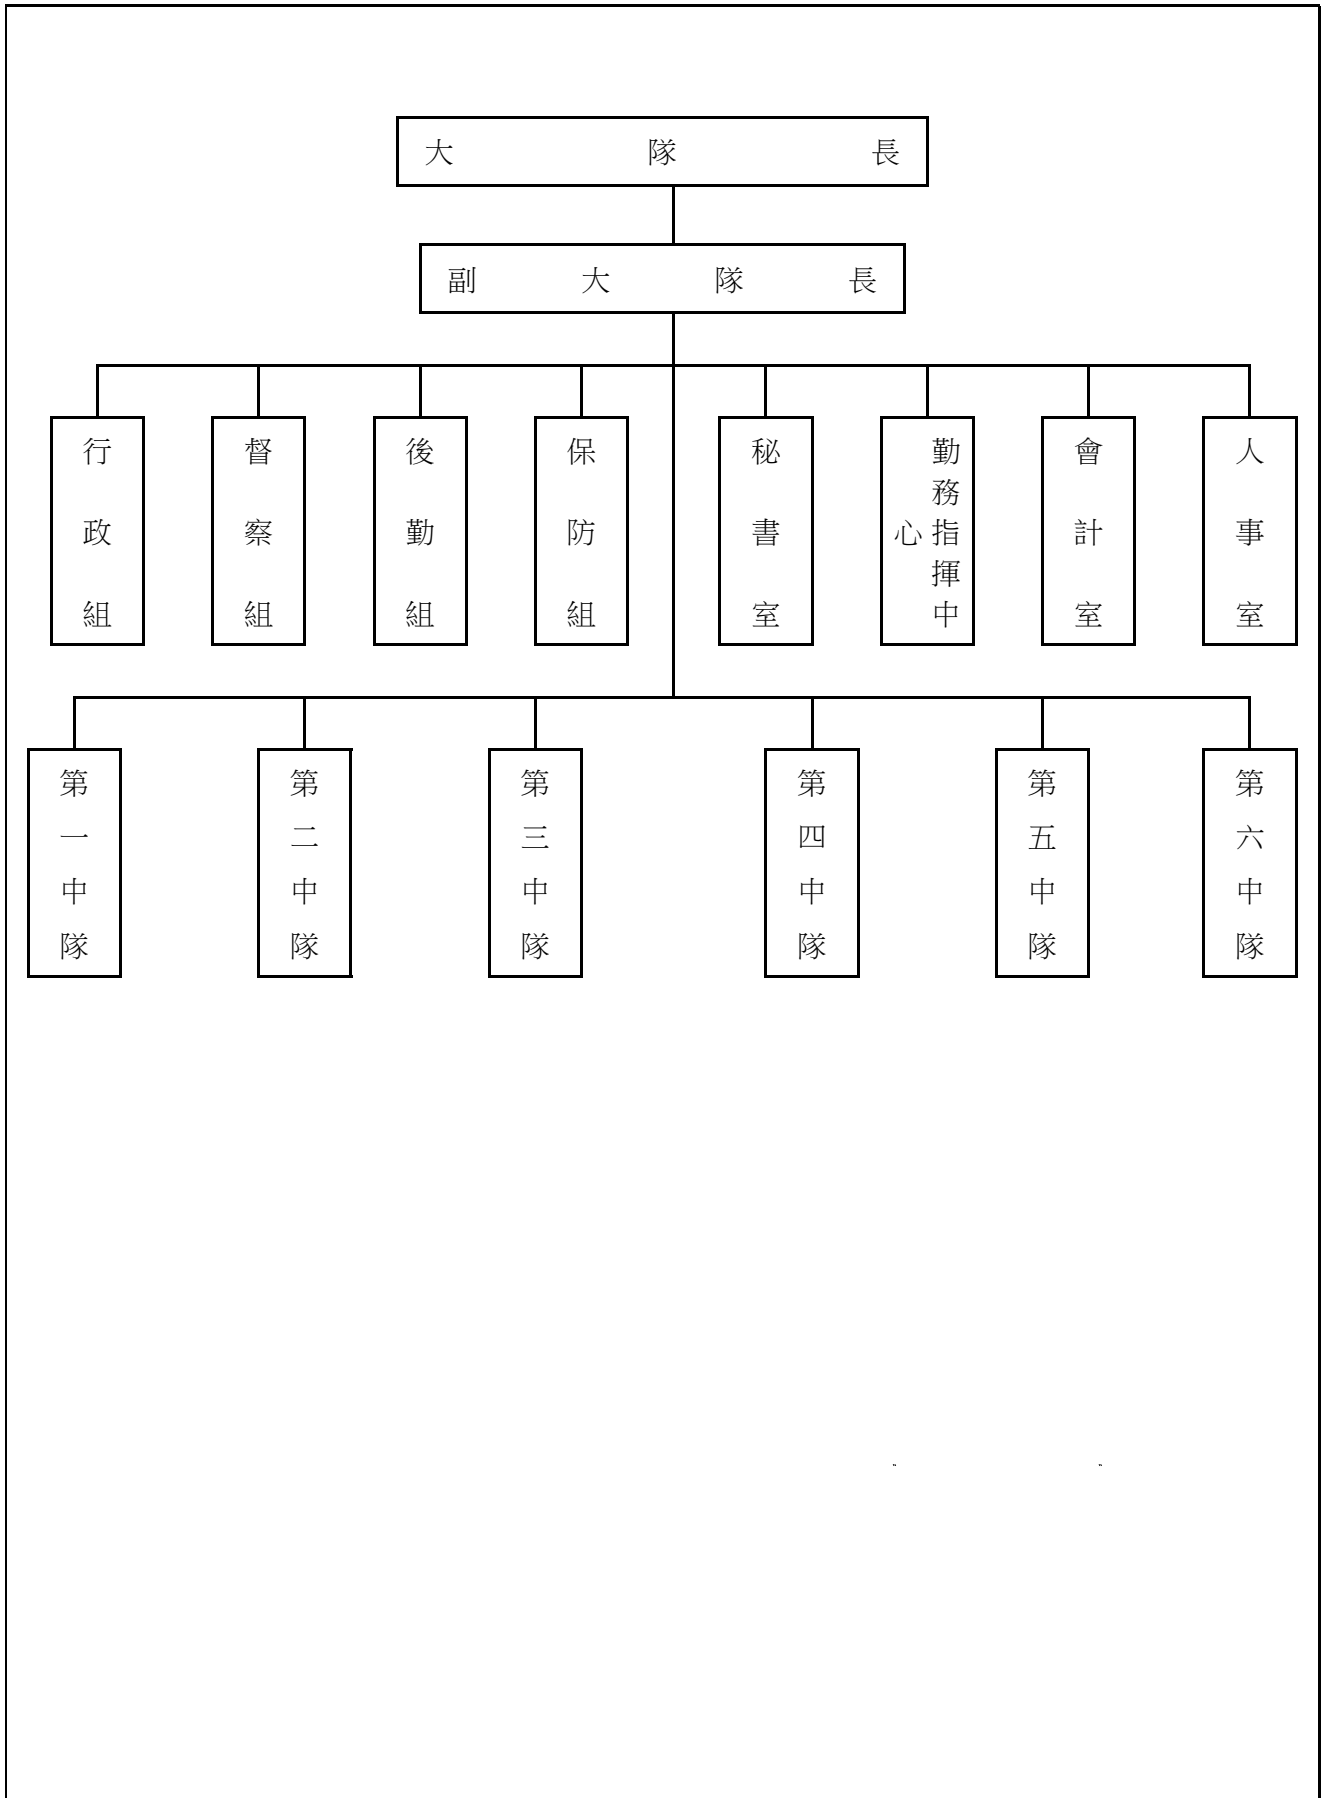 大隊長
副大隊長
行政組
督察組
後勤組
保防組
秘書室
勤務指揮中
心
會計室
人事室
第一中隊
第二中隊
第三中隊
第四中隊
第五中隊
第六中隊